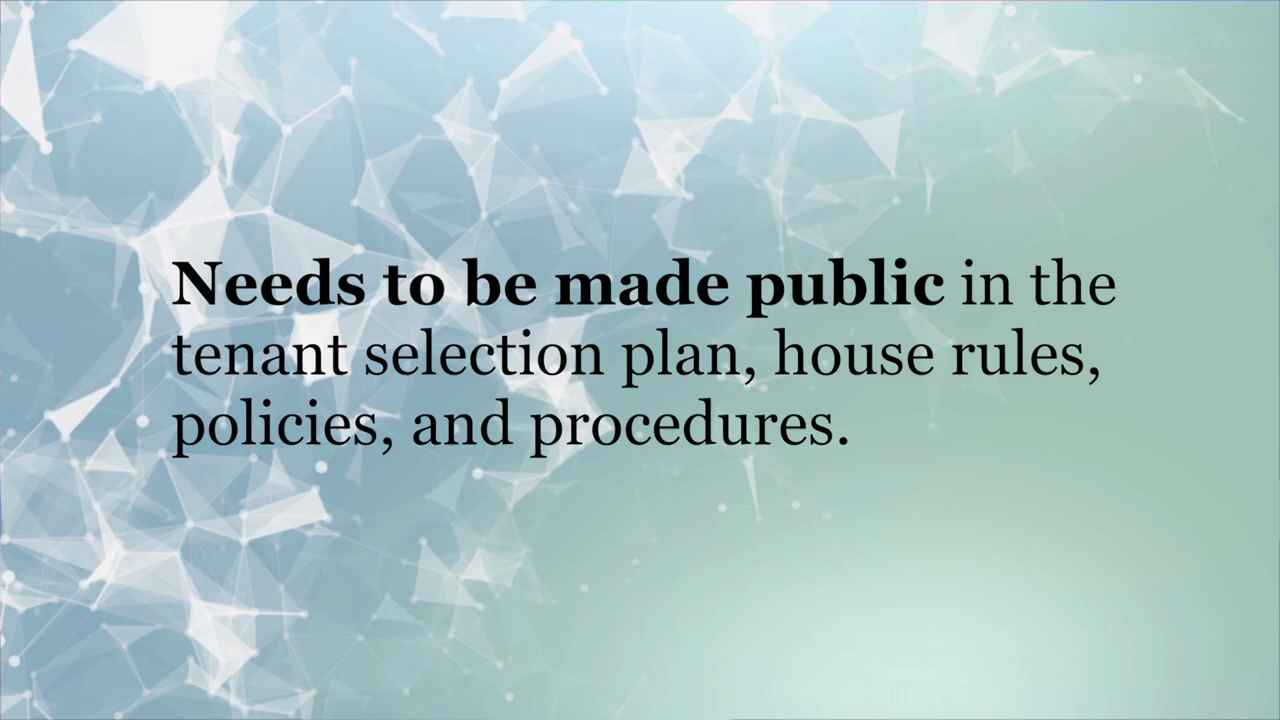 Needs to be made public in the
tenant selection plan, house rules,
policies, and procedures.